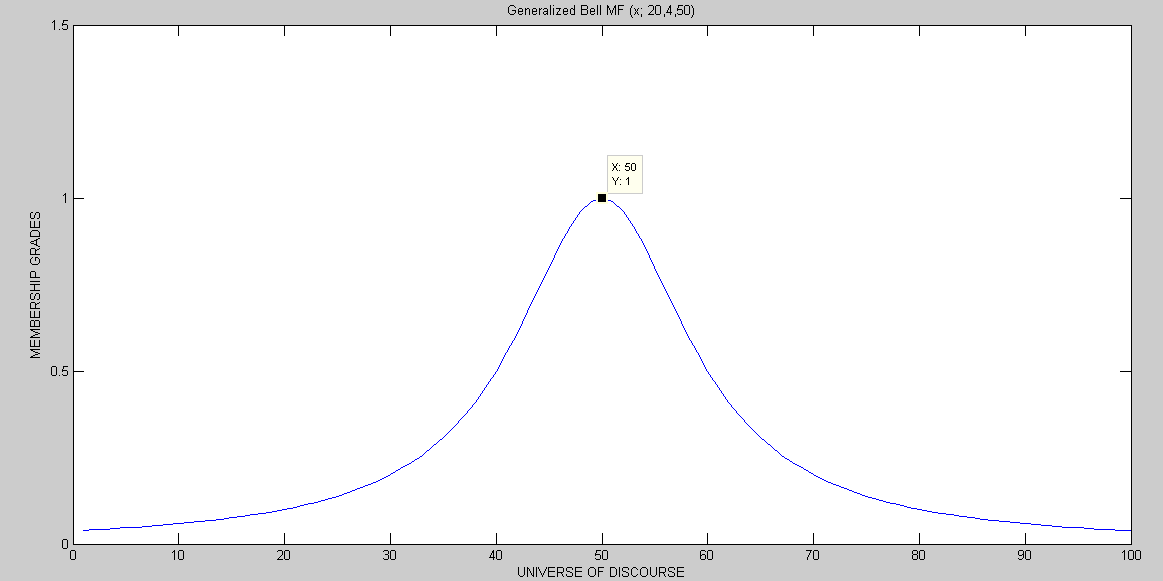 Generalized Bell MF (x; 20,4,50)
1.5
X: 50
Y: 1
1
MEMBERSHIP GRADES
0.5
0
0 10 20 30 40 50 60 70 80 90 100
UNIVERSE OF DISCOURSE